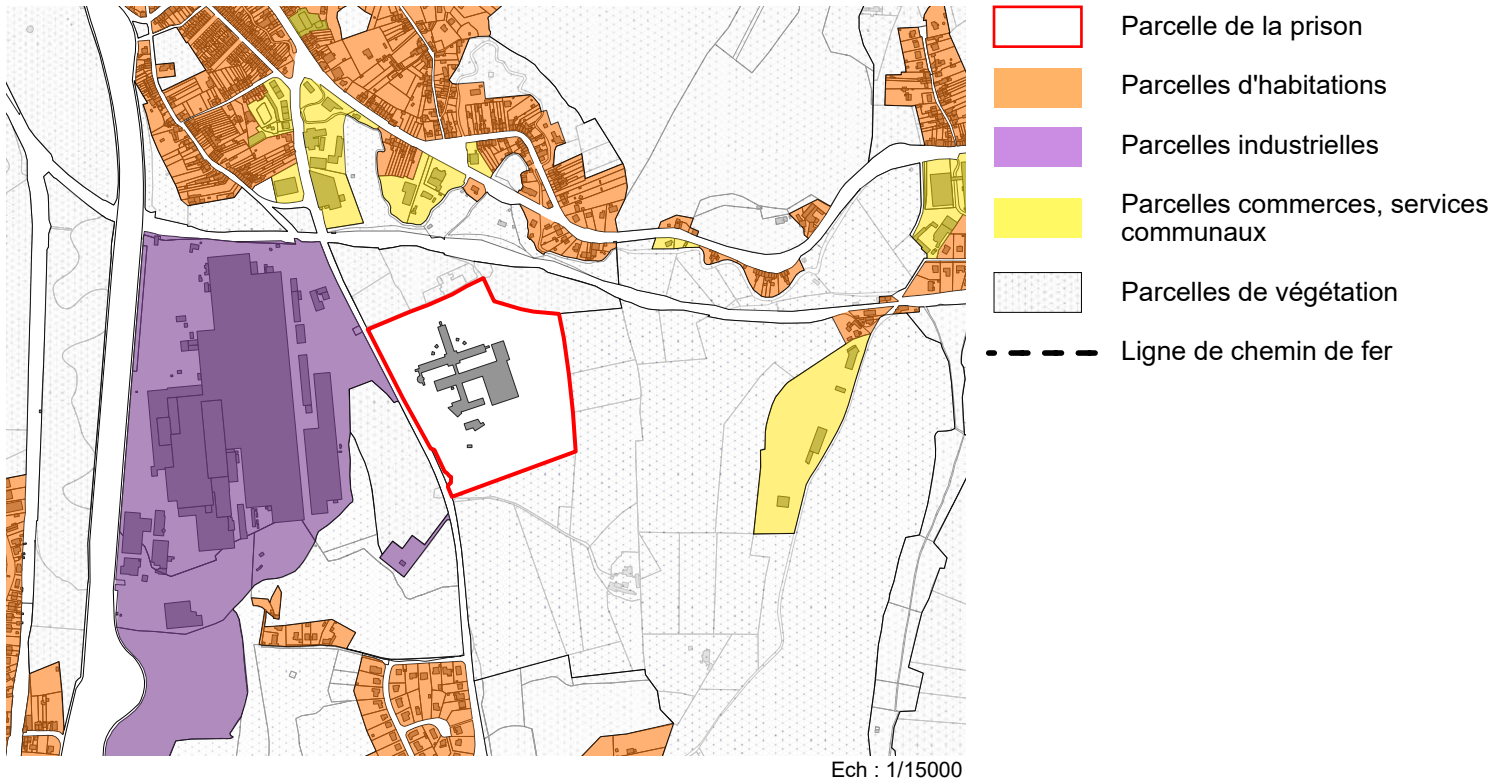 Parcelle de la prison
Parcelles d'habitations
Parcelles industrielles
Parcelles commerces, services
communaux
Parcelles de végétation
Ligne de chemin de fer
Ech : 1/15000